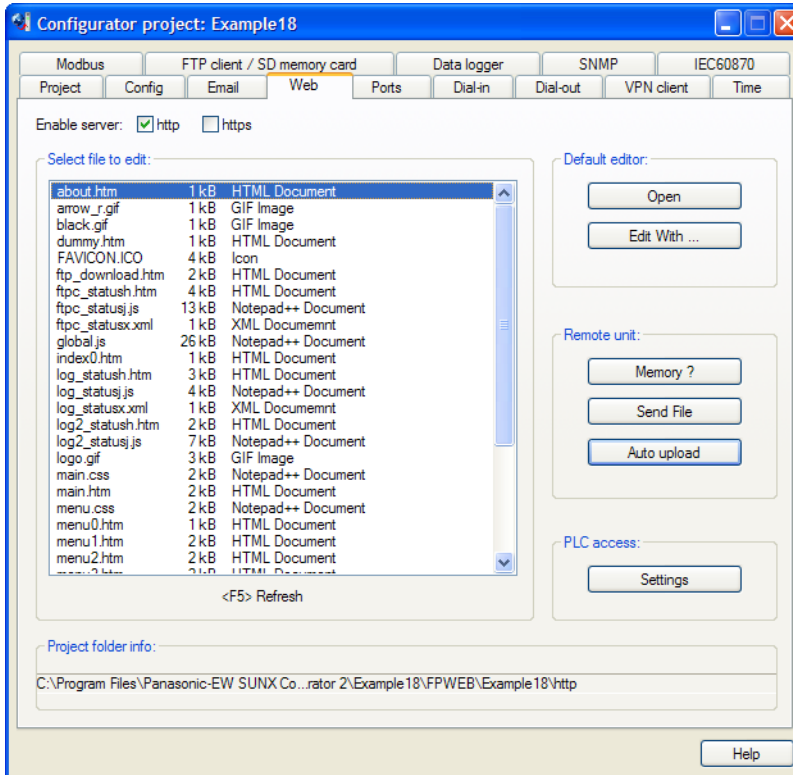 Configurator project: Example18
Modbus FTP client / SD memory card Data logger SNMP IEC60870
Project Config Email Web Ports Dial-in Dial-out VPN client Time
Enable server: http https
Select file to edit:
about.htm 1 kB HTML Document
arrow_r.gif 1 kB GIF Image
black.gif 1 kB GIF Image
dummy.htm 1 kB HTML Document
FAVICON.ICO 4 kB Icon
ftp_download.htm 2 kB HTML Document
ftpc_statush.htm 4 kB HTML Document
ftpc_statusj.js 13 kB Notepad++ Document
ftpc_statusx.xml 1 kB XML Documemnt
global.js 26 kB Notepad++ Document
index0.htm 1 kB HTML Document
log_statush.htm 3 kB HTML Document
log_statusj.js 4 kB Notepad++ Document
log_statusx.xml 1 kB XML Documemnt
log2_statush.htm 2 kB HTML Document
log2_statusj.js 7 kB Notepad++ Document
logo.gif 3 kB GIF Image
main.css 2 kB Notepad++ Document
main.htm 2 kB HTML Document
menu.css 2 kB Notepad++ Document
menu0.htm 1 kB HTML Document
menu1.htm 2 kB HTML Document
menu2.htm 2 kB HTML Document
<F5> Refresh
Default editor:
Open
Edit With ...
Remote unit:
Memory ?
Send File
Auto upload
PLC access:
Settings
Project folder info:
C:\Program Files\Panasonic-EW SUNX Co...rator 2\Example18\FPWEB\Example18\http
Help